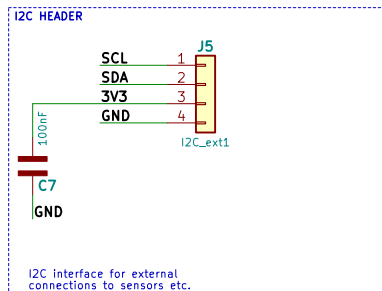 I2C HEADER
J5
SCL 1
SDA 2
3V3 3
GND 4
100nF
I2C_ext1
C7
GND
I2C interface for external
connections to sensors etc.